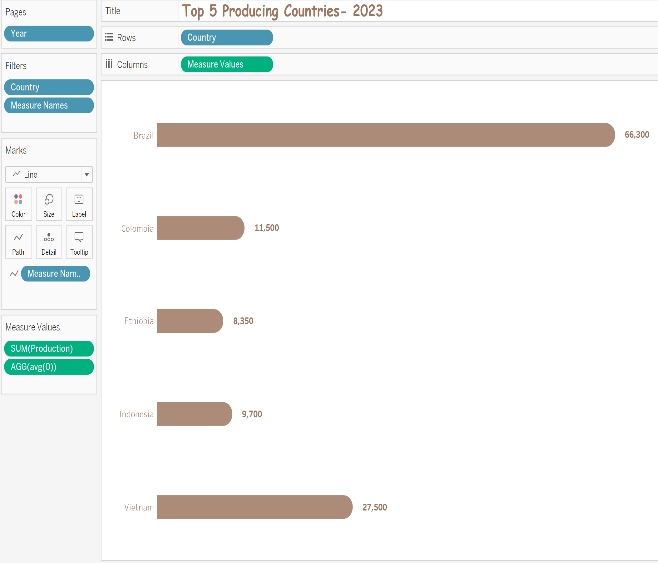 Pages
Year
Filters
Country
Measure Names
Marks
Line
Color Size Label
Path Detail Tooltip
Measure Nam..
Measure Values
SUM(Production)
AGG(avg(0))
Title Top 5 Producing Countries- 2023
Rows Country
Columns Measure Values
Brazil 66,300
Colombia 11,500
Ethiopia 8,350
Indonesia 9,700
Vietnam 27,500